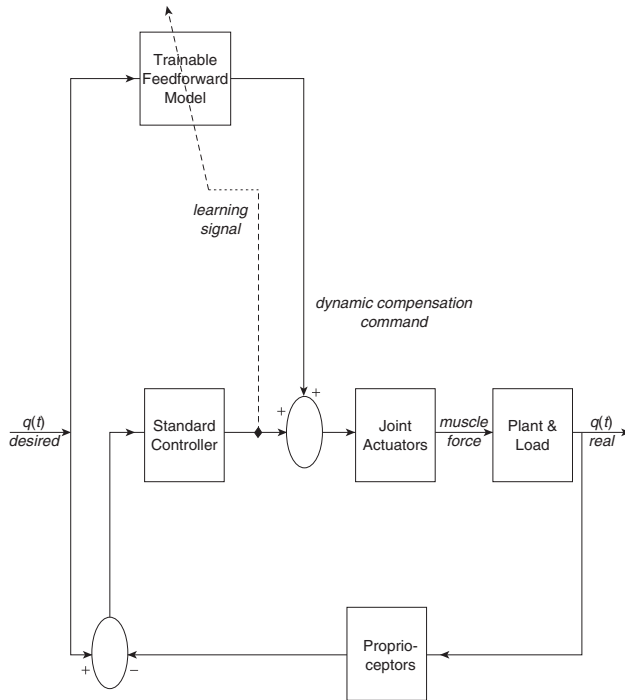 Trainable
Feedforward
Model
learning
signal
dynamic compensation
command
q(t)
desired
Standard
Controller
+
+
Joint
Actuators
muscle
force
Plant &
Load
q(t)
real
+
−
Proprio-
ceptors